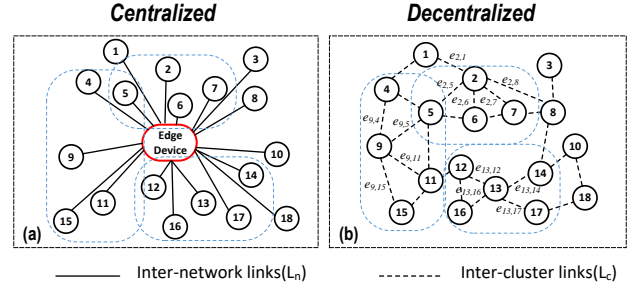 Centralized
Decentralized
1
2
3
4
5
6
7
8
Edge
Device
9
10
11
12
13
14
15
16
17
18
(a)
1
2
3
4
5
6
7
8
9
10
11
12
13
14
15
16
17
18
e2,1
e2,5
e2,8
e2,6
e2,7
e9,4
e9,5
e9,11
e9,15
e13,12
e13,16
e13,14
e13,17
(b)
Inter-network links(Ln)
Inter-cluster links(Lc)